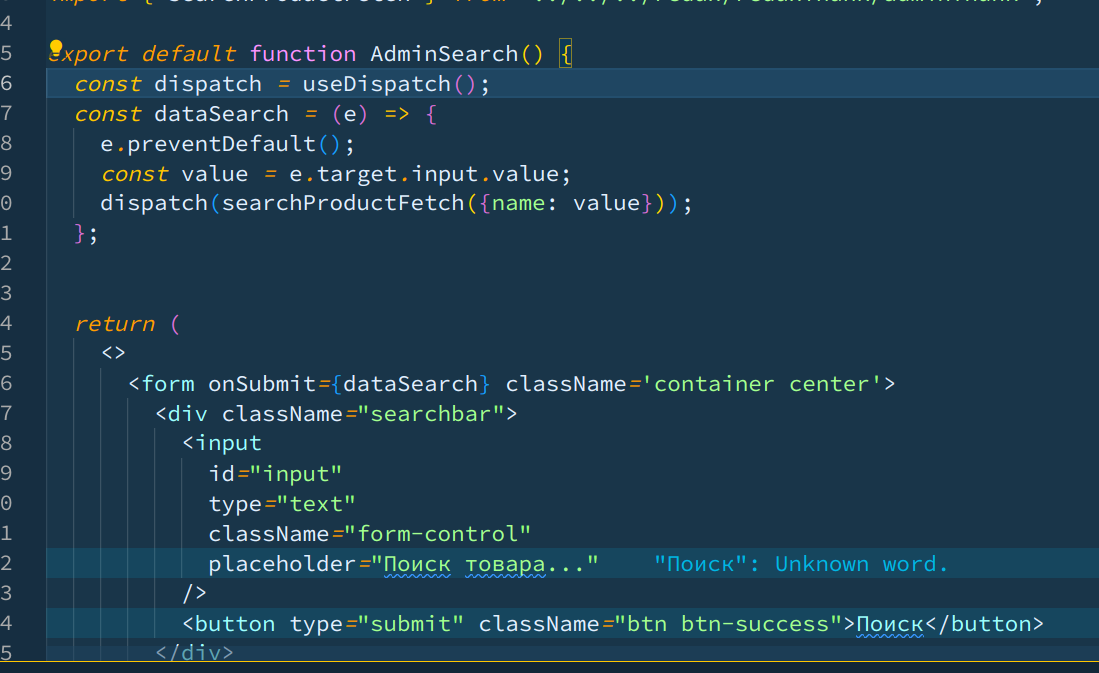 4
5 export default function AdminSearch() {
6 const dispatch = useDispatch();
7 const dataSearch = (e) => {
8 e.preventDefault();
9 const value = e.target.input.value;
0 dispatch(searchProductFetch({name: value}));
1 };
2
3
4 return (
5 <>
6 <form onSubmit={dataSearch} className='container center'>
7 <div className="searchbar">
8 <input
9 id="input"
0 type="text"
1 className="form-control"
2 placeholder="Поиск товара..." "Поиск": Unknown word.
3 />
4 <button type="submit" className="btn btn-success">Поиск</button>
5 </div>